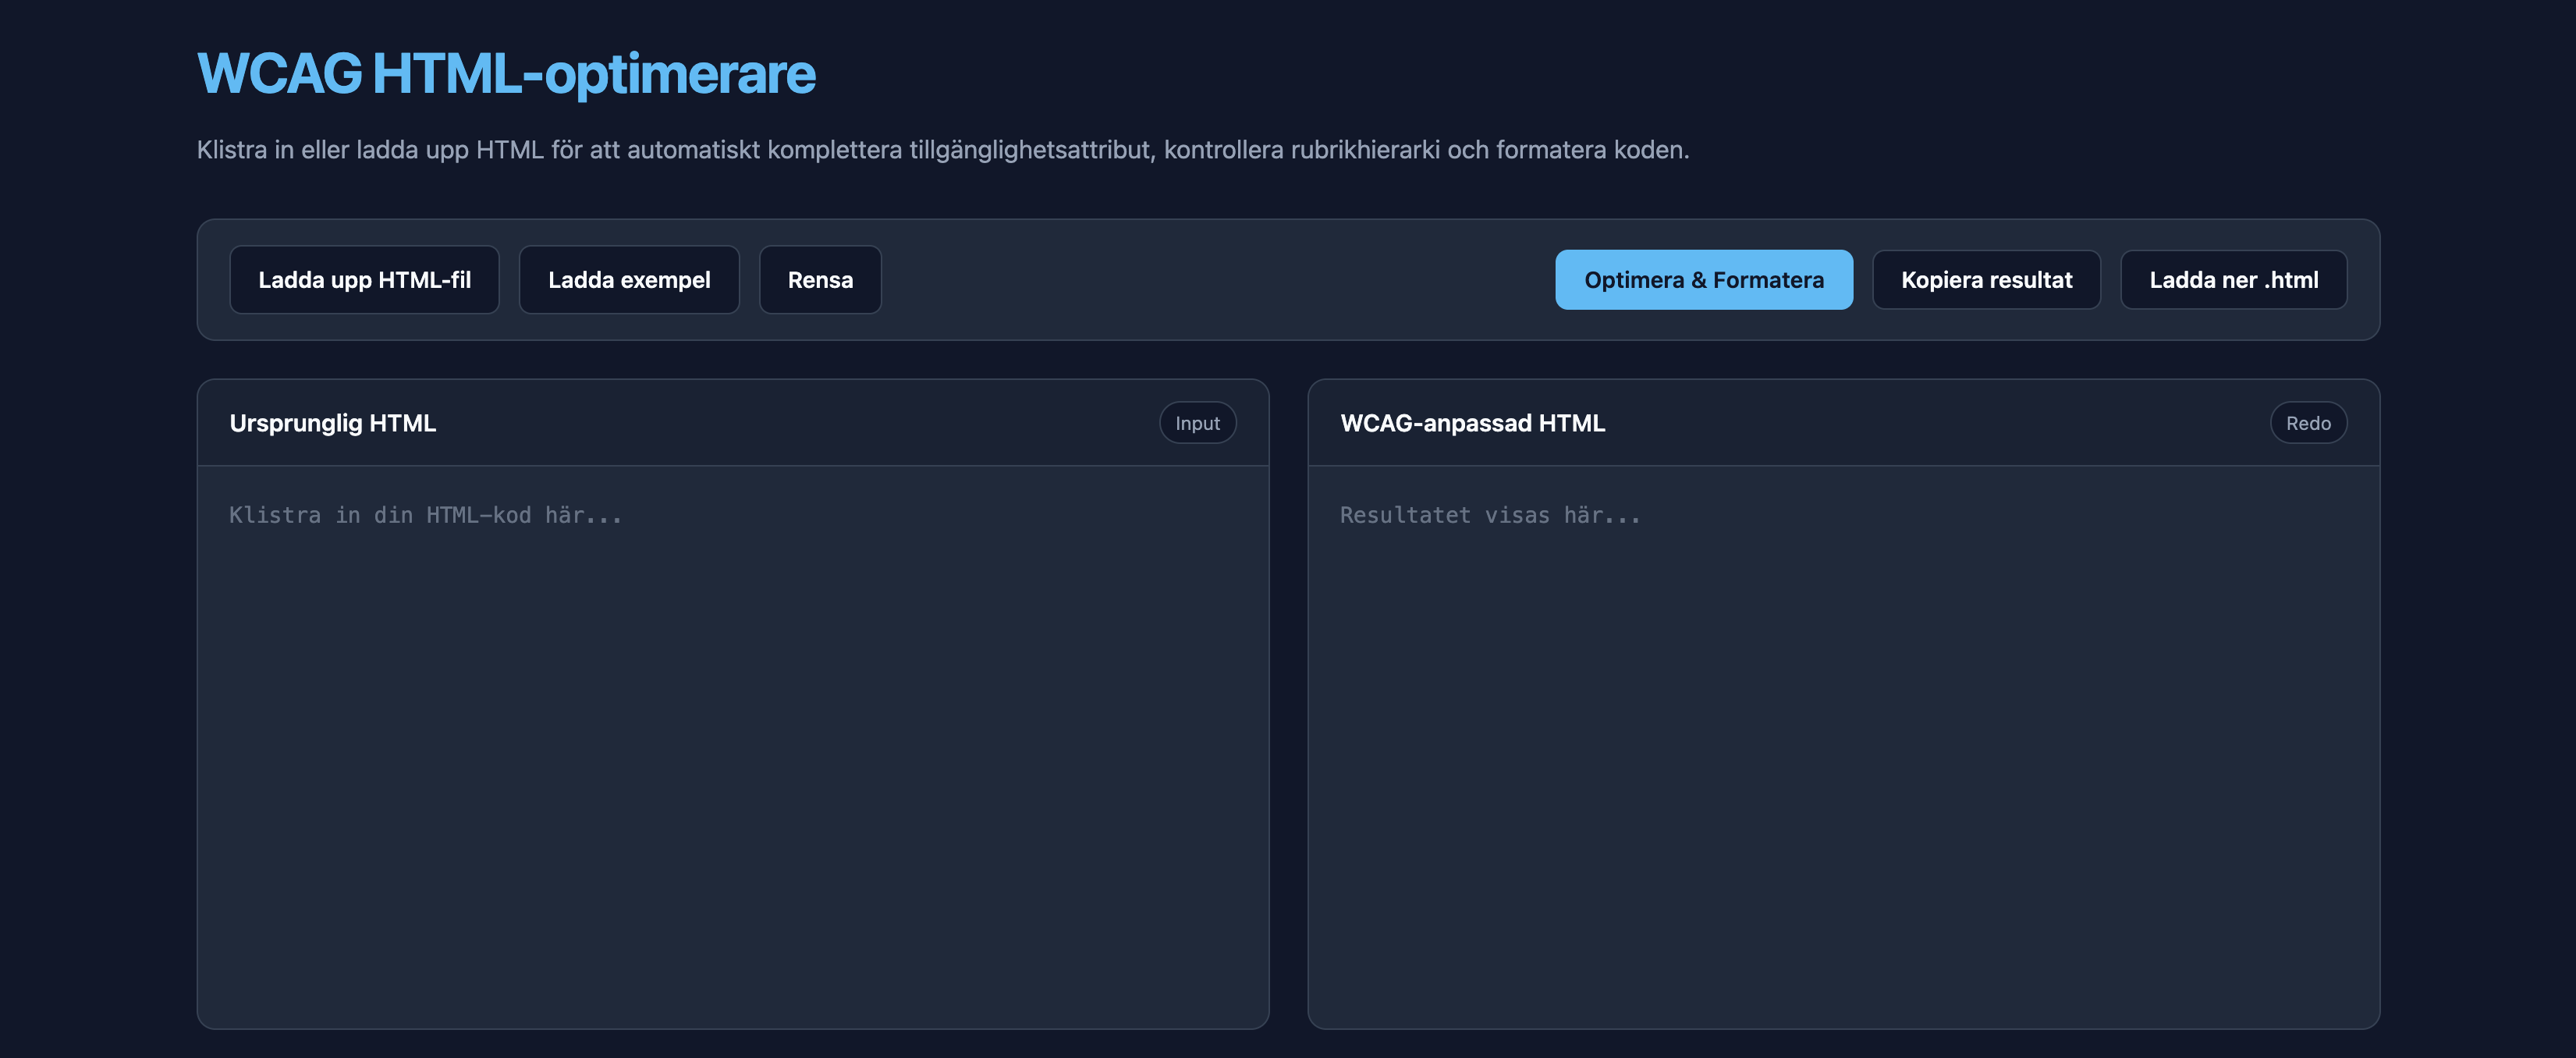 WCAG HTML-optimerare
Klistra in eller ladda upp HTML för att automatiskt komplettera tillgänglighetsattribut, kontrollera rubrikhierarki och formatera koden.
Ladda upp HTML-fil
Ladda exempel
Rensa
Optimera & Formatera
Kopiera resultat
Ladda ner .html
Ursprunglig HTML
Input
Klistra in din HTML-kod här...
WCAG-anpassad HTML
Redo
Resultatet visas här...